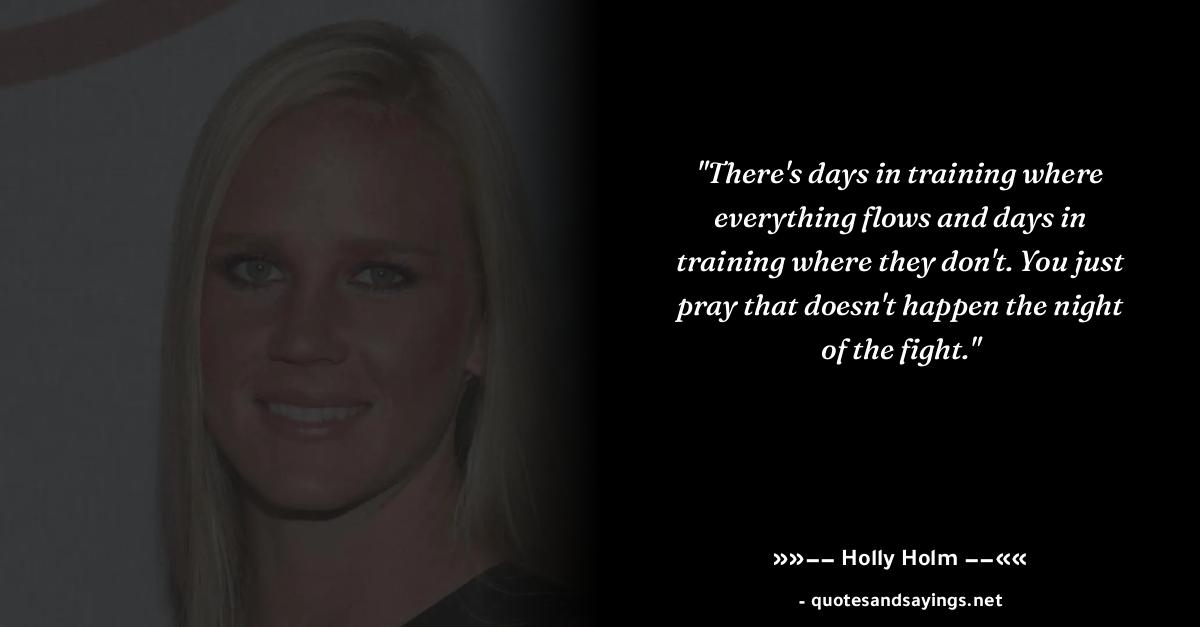 "There's days in training where
everything flows and days in
training where they don't. You just
pray that doesn't happen the night
of the fight."
»»−− Holly Holm −−««
- quotesandsayings.net